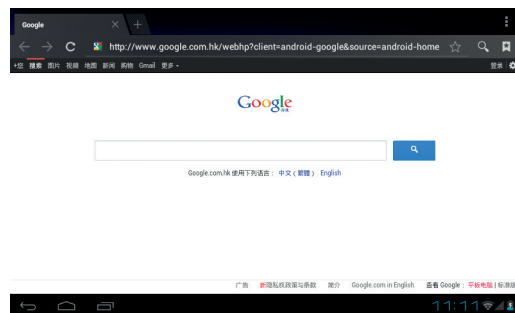 Google
http://www.google.com.hk/webhp?client=android-google&source=android-home
+您 搜索 图片 视频 地图 新闻 购物 Gmail 更多
登录
Google
Google.com.hk 使用下列语言： 中文（繁體） English
广告 新隐私权政策与条款 简介 Google.com in English 查看 Google： 平板电脑 | 标准版
11:11